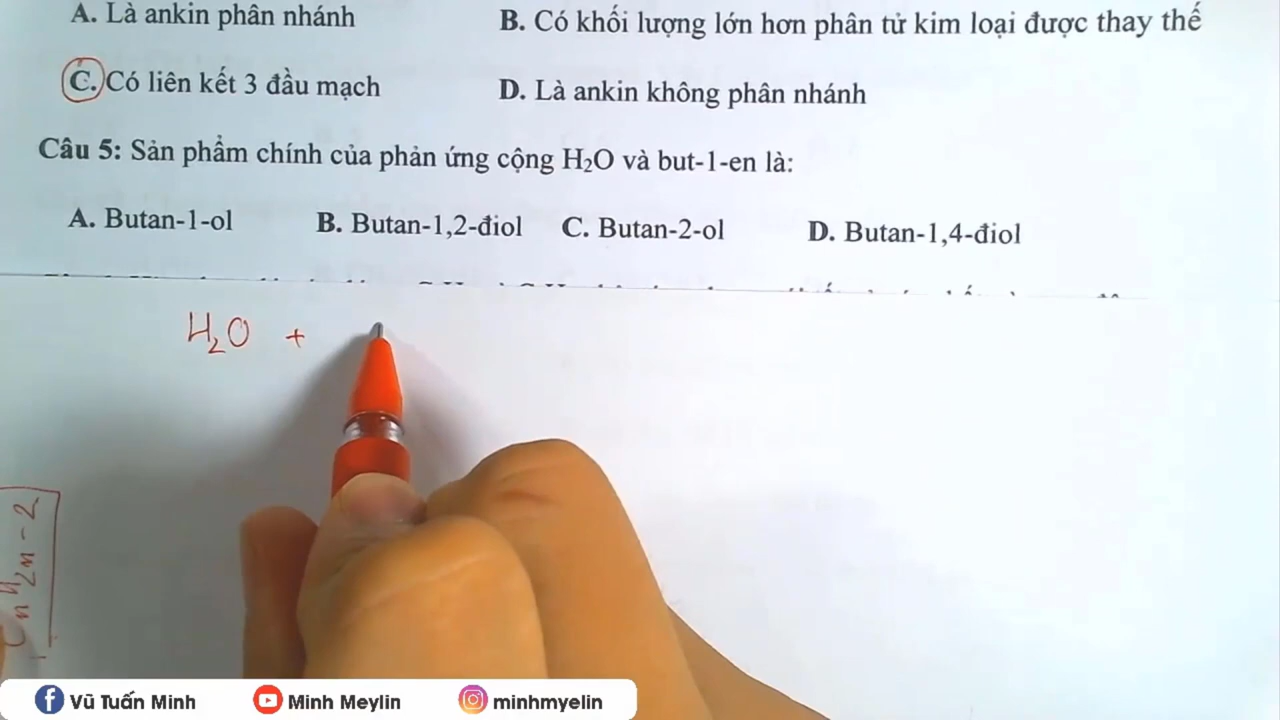 A. Là ankin phân nhánh B. Có khối lượng lớn hơn phân tử kim loại được thay thế
C. Có liên kết 3 đầu mạch D. Là ankin không phân nhánh
Câu 5: Sản phẩm chính của phản ứng cộng H₂O và but-1-en là:
A. Butan-1-ol B. Butan-1,2-điol C. Butan-2-ol D. Butan-1,4-điol
H₂O +
CnH2n-2
Vũ Tuấn Minh Minh Meylin minhmyelin